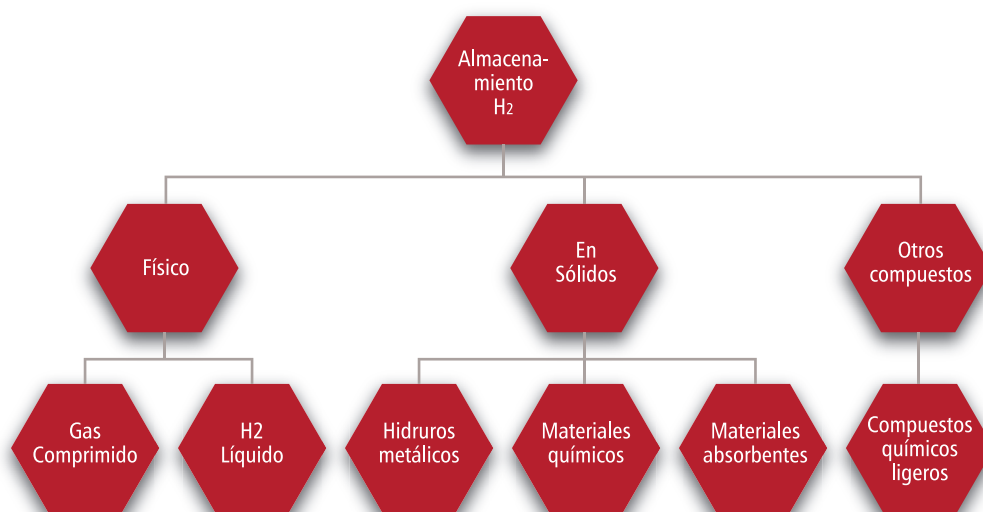 Almacena-
miento
H2
Físico
En
Sólidos
Otros
compuestos
Gas
Comprimido
H2
Líquido
Hidruros
metálicos
Materiales
químicos
Materiales
absorbentes
Compuestos
químicos
ligeros